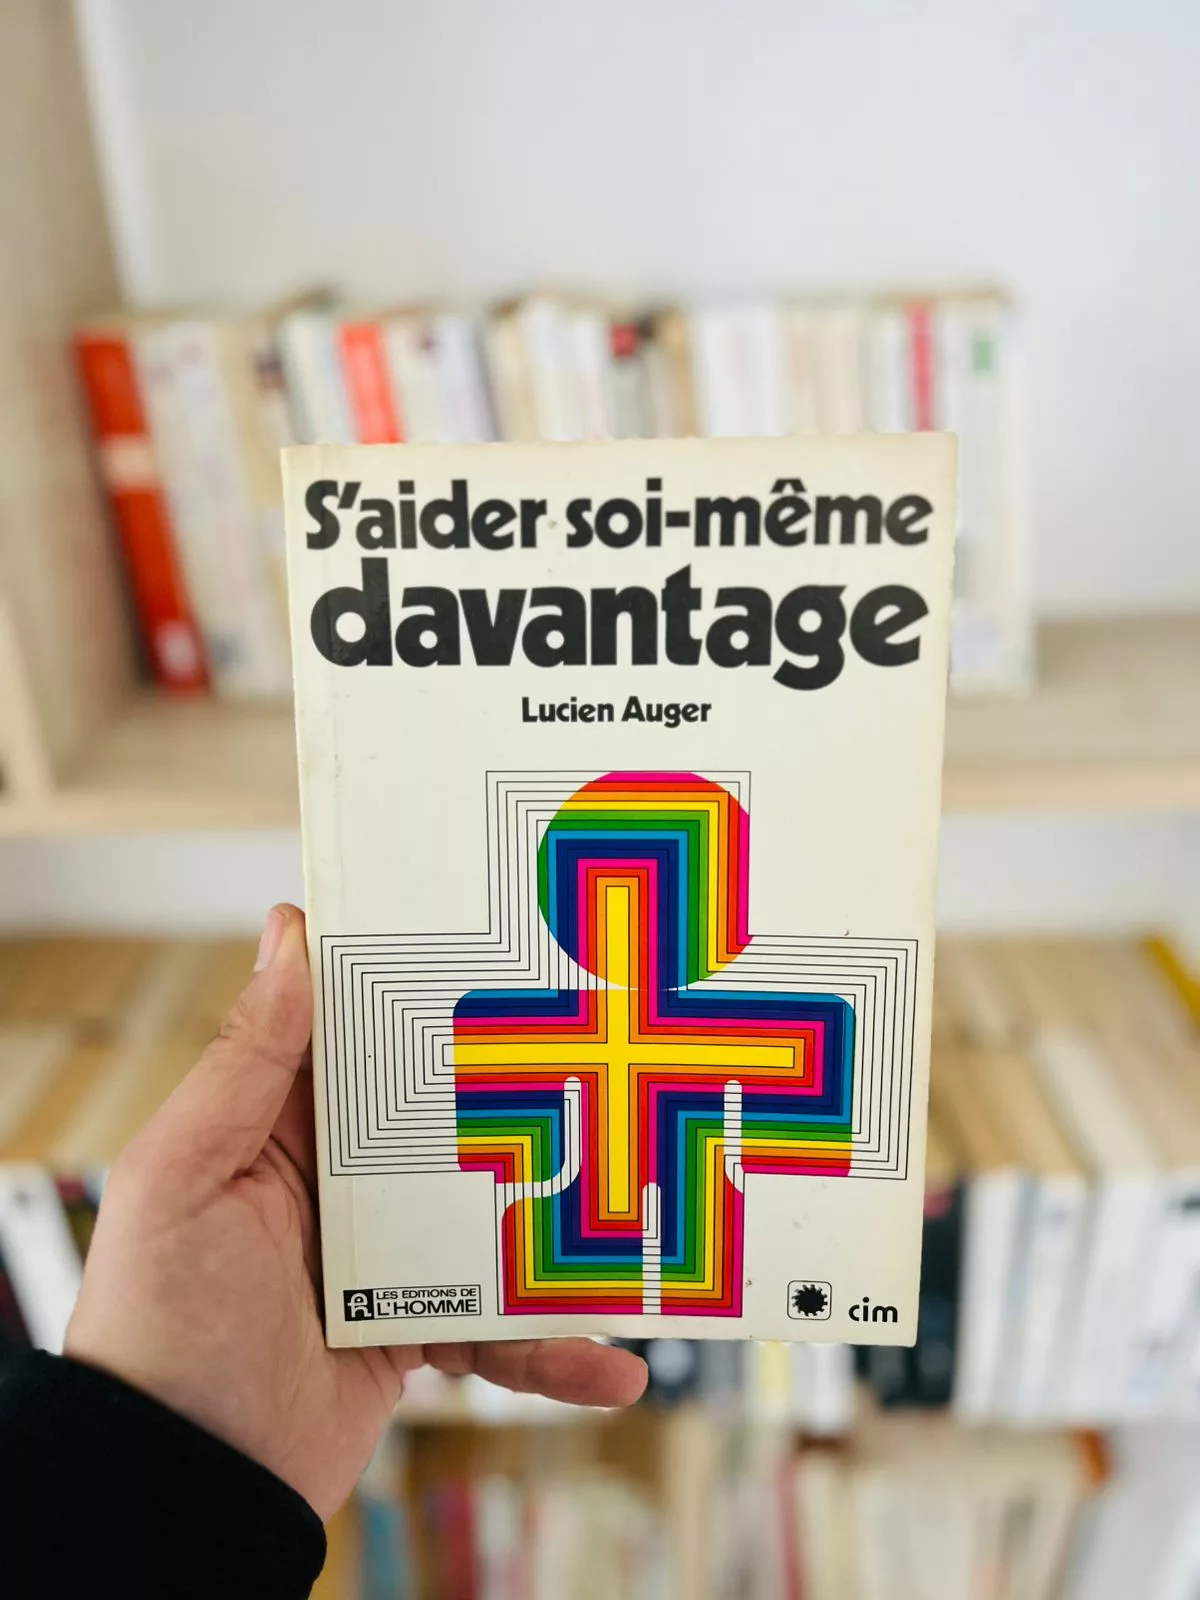 S'aider soi-même
davantage
Lucien Auger
LES EDITIONS DE
L'HOMME
cim